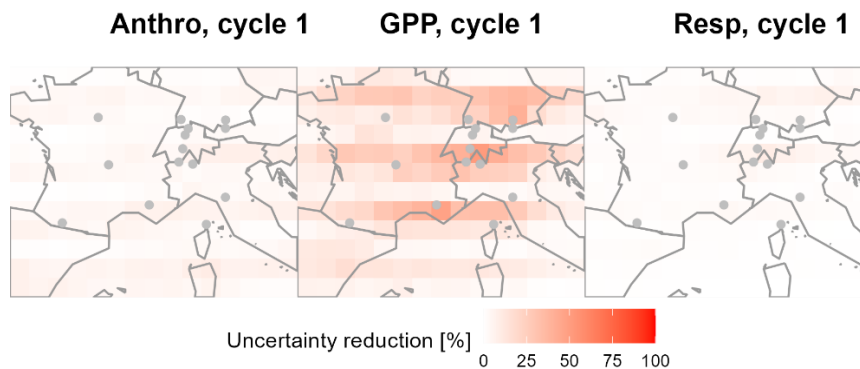 Anthro, cycle 1 GPP, cycle 1 Resp, cycle 1
Uncertainty reduction [%]
0 25 50 75 100